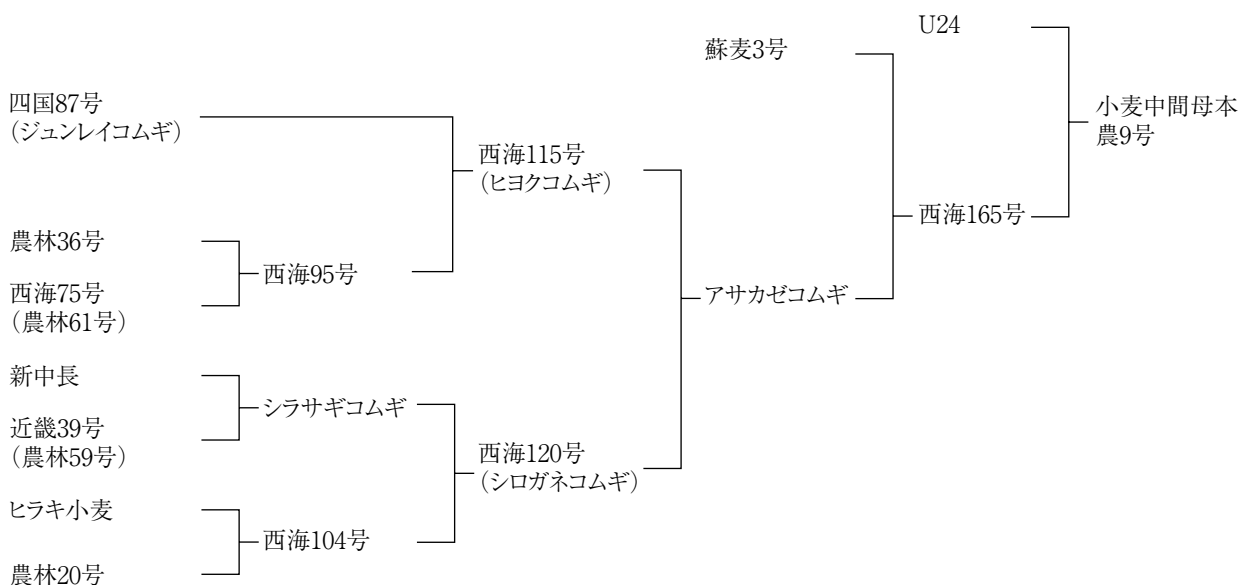 U24
蘇麦3号
四国87号
(ジュンレイコムギ)
小麦中間母本
農9号
西海115号
(ヒヨクコムギ)
西海165号
農林36号
西海95号
西海75号
(農林61号)
アサカゼコムギ
新中長
シラサギコムギ
近畿39号
(農林59号)
西海120号
(シロガネコムギ)
ヒラキ小麦
西海104号
農林20号